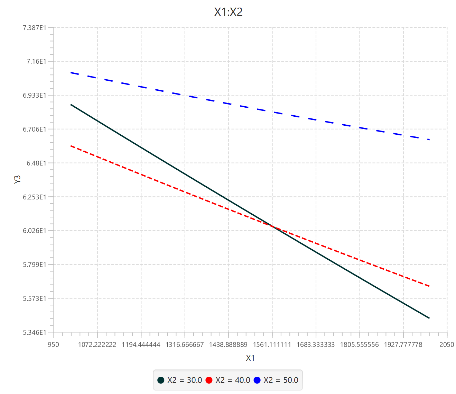 X1:X2
7.387E1
7.16E1
6.933E1
6.706E1
6.48E1
6.253E1
6.026E1
5.799E1
5.573E1
5.346E1
Y3
950 1072.222222 1194.444444 1316.666667 1438.888889 1561.111111 1683.333333 1805.555556 1927.777778 2050
X1
X2 = 30.0 X2 = 40.0 X2 = 50.0